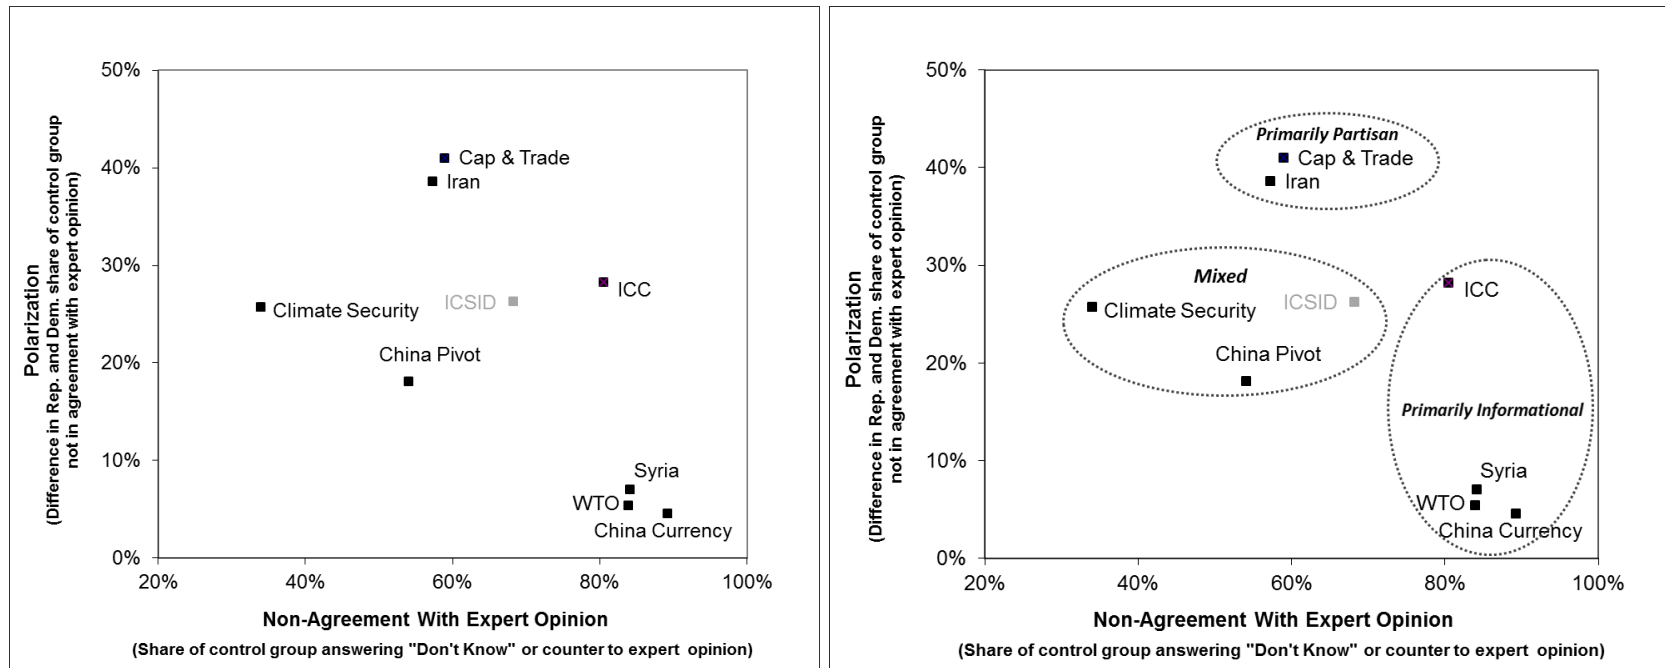 50%
40%
30%
20%
10%
0%
Polarization
(Difference in Rep. and Dem. share of control group
not in agreement with expert opinion)
Cap & Trade
Iran
ICC
ICSID
Climate Security
China Pivot
Syria
WTO
China Currency
20% 40% 60% 80% 100%
Non-Agreement With Expert Opinion
(Share of control group answering "Don't Know" or counter to expert opinion)
50%
40%
30%
20%
10%
0%
Polarization
(Difference in Rep. and Dem. share of control group
not in agreement with expert opinion)
Primarily Partisan
Cap & Trade
Iran
Mixed
ICC
ICSID
Climate Security
China Pivot
Primarily Informational
Syria
WTO
China Currency
20% 40% 60% 80% 100%
Non-Agreement With Expert Opinion
(Share of control group answering "Don't Know" or counter to expert opinion)